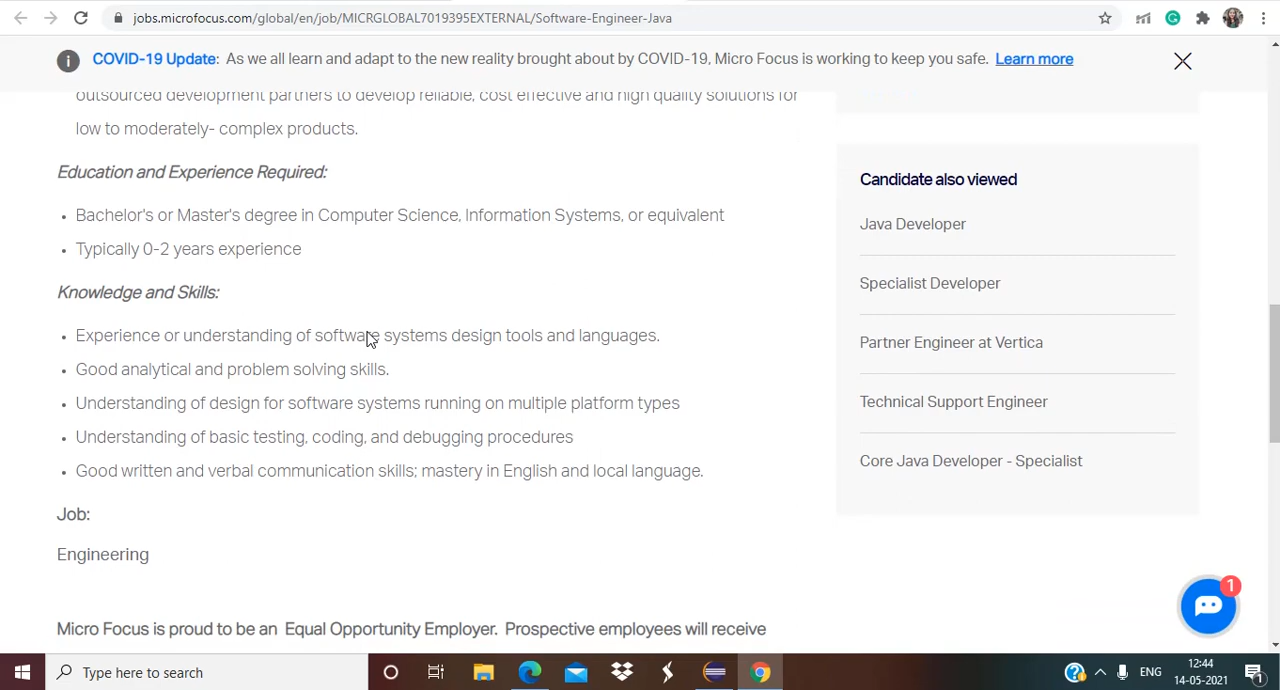 jobs.microfocus.com/global/en/job/MICRGLOBAL7019395EXTERNAL/Software-Engineer-Java
COVID-19 Update: As we all learn and adapt to the new reality brought about by COVID-19, Micro Focus is working to keep you safe. Learn more
outsourced development partners to develop reliable, cost effective and high quality solutions for
low to moderately- complex products.
Education and Experience Required:
• Bachelor's or Master's degree in Computer Science, Information Systems, or equivalent
• Typically 0-2 years experience
Knowledge and Skills:
• Experience or understanding of software systems design tools and languages.
• Good analytical and problem solving skills.
• Understanding of design for software systems running on multiple platform types
• Understanding of basic testing, coding, and debugging procedures
• Good written and verbal communication skills; mastery in English and local language.
Job:
Engineering
Micro Focus is proud to be an Equal Opportunity Employer. Prospective employees will receive
Candidate also viewed
Java Developer
Specialist Developer
Partner Engineer at Vertica
Technical Support Engineer
Core Java Developer - Specialist
1
Type here to search
ENG
12:44
14-05-2021
1